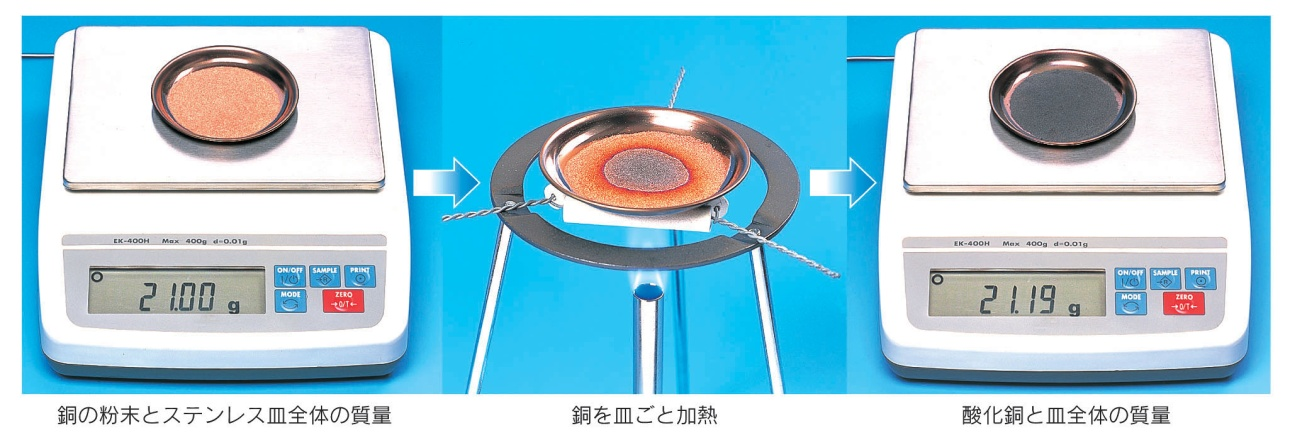 EK-400H Max 400g d=0.01g
21.00 g
ON/OFF SAMPLE PRINT
MODE ZERO
→0/T←
EK-400H Max 400g d=0.01g
21.19 g
ON/OFF SAMPLE PRINT
MODE ZERO
→0/T←
銅の粉末とステンレス皿全体の質量
銅を皿ごと加熱
酸化銅と皿全体の質量